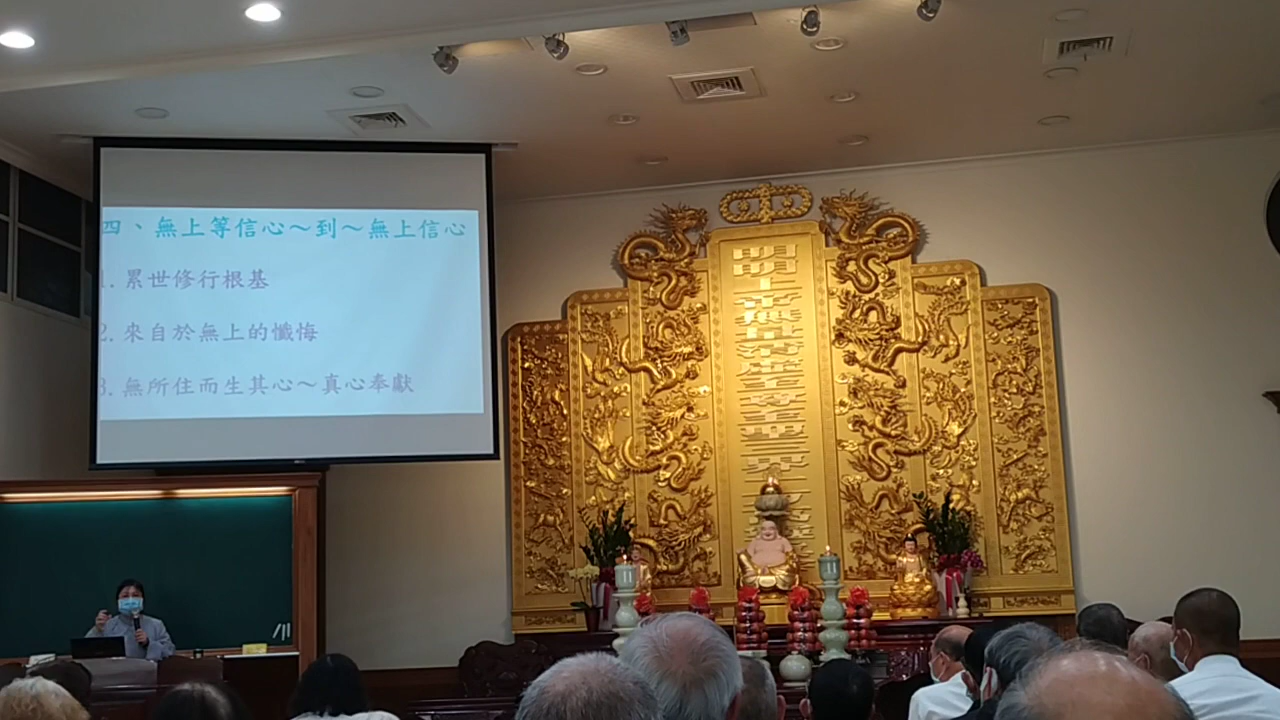 四、無上等信心～到～無上信心
1. 累世修行根基
2. 來自於無上的懺悔
3. 無所住而生其心～真心奉獻